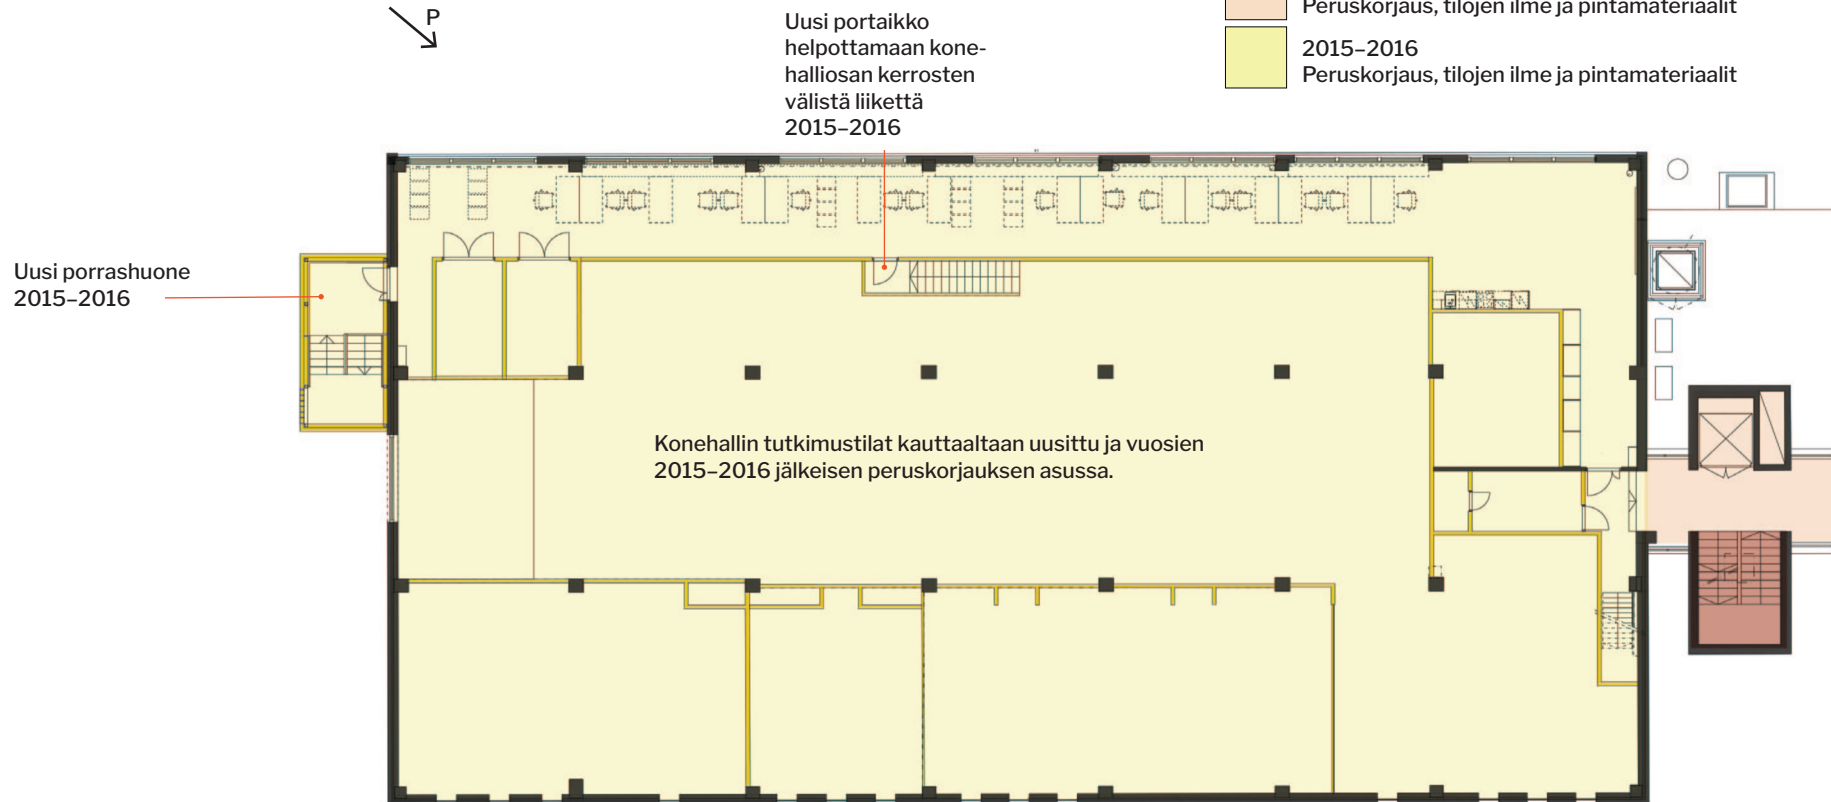 P
Uusi portaikko
helpottamaan kone-
halliosan kerrosten
välistä liikettä
2015–2016
Peruskorjaus, tilojen ilme ja pintamateriaalit
2015–2016
Peruskorjaus, tilojen ilme ja pintamateriaalit
Uusi porrashuone
2015–2016
Konehallin tutkimustilat kauttaaltaan uusittu ja vuosien
2015–2016 jälkeisen peruskorjauksen asussa.